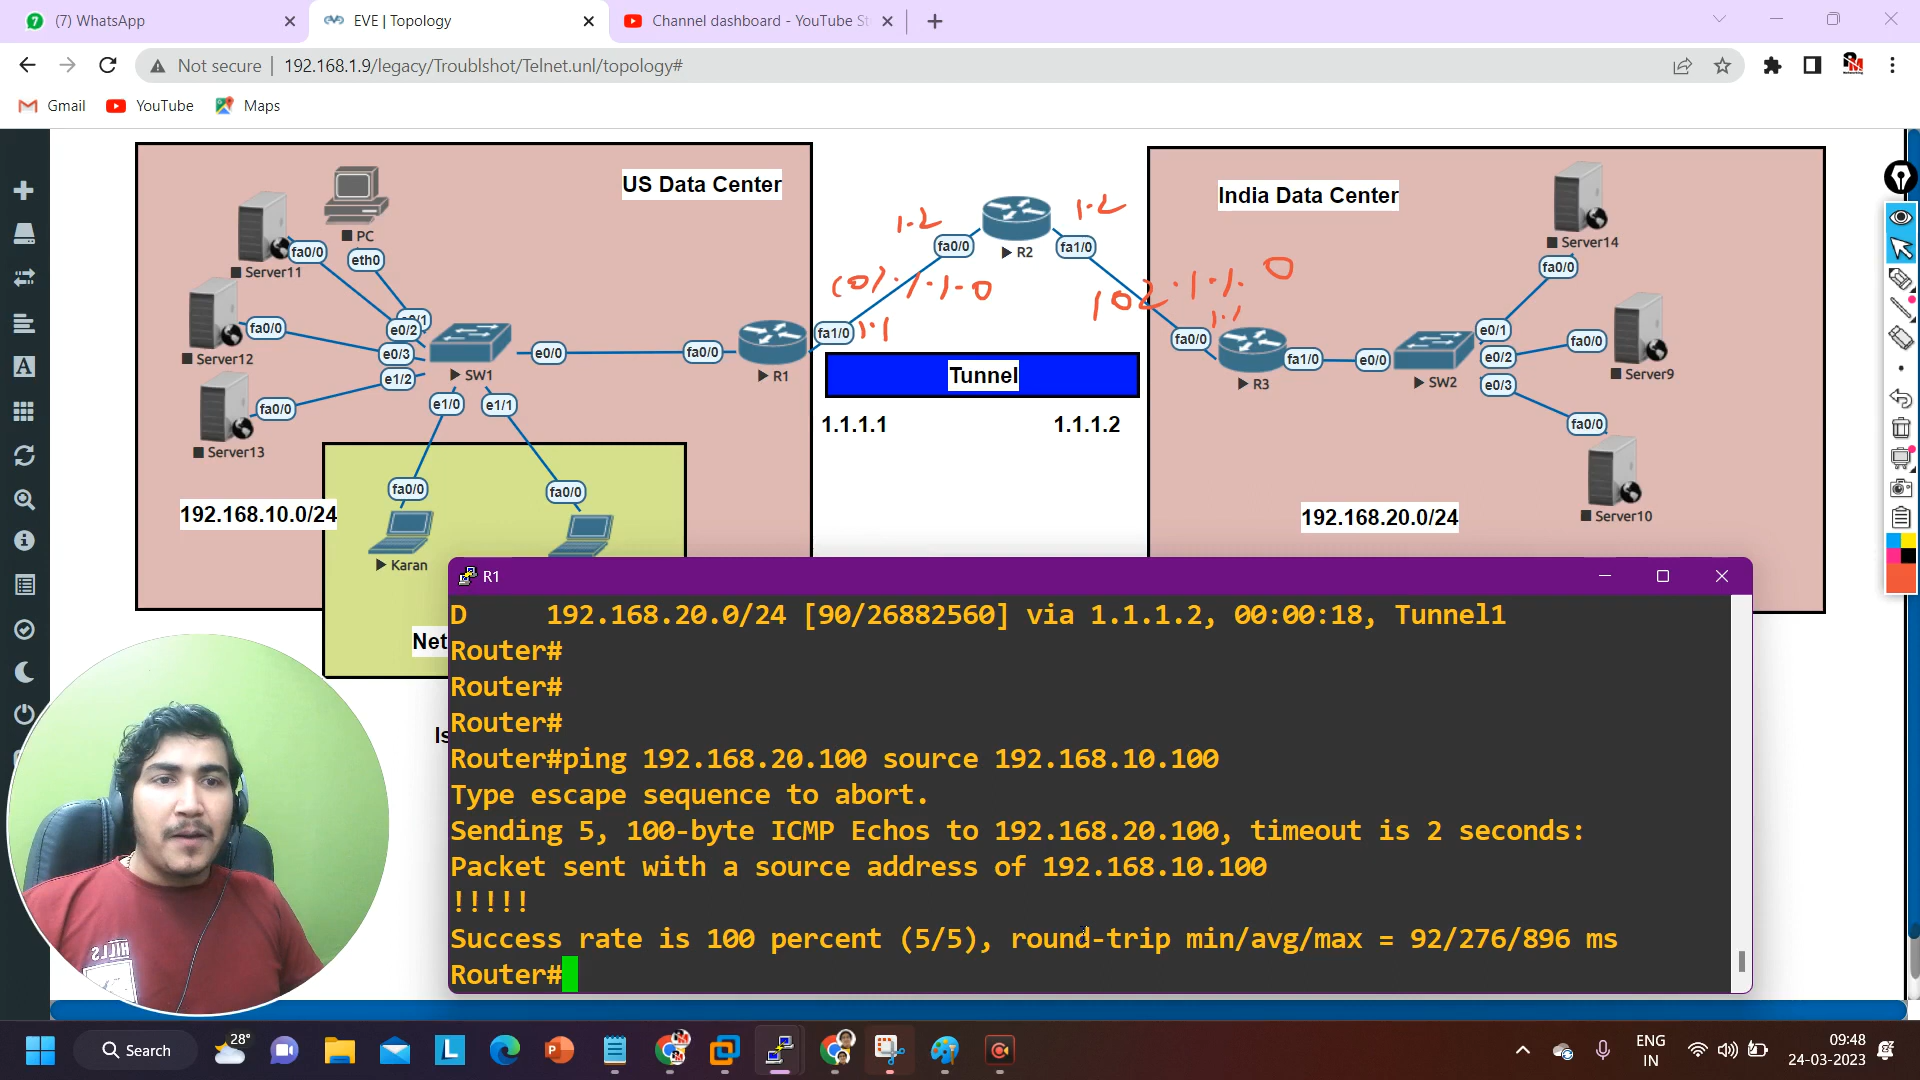 (7) WhatsApp
EVE | Topology
Channel dashboard - YouTube St
Not secure
192.168.1.9/legacy/Troublshot/Telnet.unl/topology#
Gmail
YouTube
Maps
US Data Center
India Data Center
PC
eth0
Server11
fa0/0
Server12
fa0/0
Server13
fa0/0
e0/2
e0/3
e1/2
e1/0
e1/1
SW1
e0/0
fa0/0
R1
fa1/0
1.1
1.2
fa0/0
R2
fa1/0
1.2
101.1.1.0
102.1.1.0
1.1
fa0/0
R3
fa1/0
e0/0
SW2
e0/1
e0/2
e0/3
Server14
fa0/0
fa0/0
Server9
fa0/0
Server10
Tunnel
1.1.1.1
1.1.1.2
192.168.10.0/24
192.168.20.0/24
fa0/0
fa0/0
Karan
Net
Is
R1
D 192.168.20.0/24 [90/26882560] via 1.1.1.2, 00:00:18, Tunnel1
Router#
Router#
Router#
Router#ping 192.168.20.100 source 192.168.10.100
Type escape sequence to abort.
Sending 5, 100-byte ICMP Echos to 192.168.20.100, timeout is 2 seconds:
Packet sent with a source address of 192.168.10.100
!!!!!
Success rate is 100 percent (5/5), round-trip min/avg/max = 92/276/896 ms
Router#
HILLS
28°
Search
ENG
IN
09:48
24-03-2023